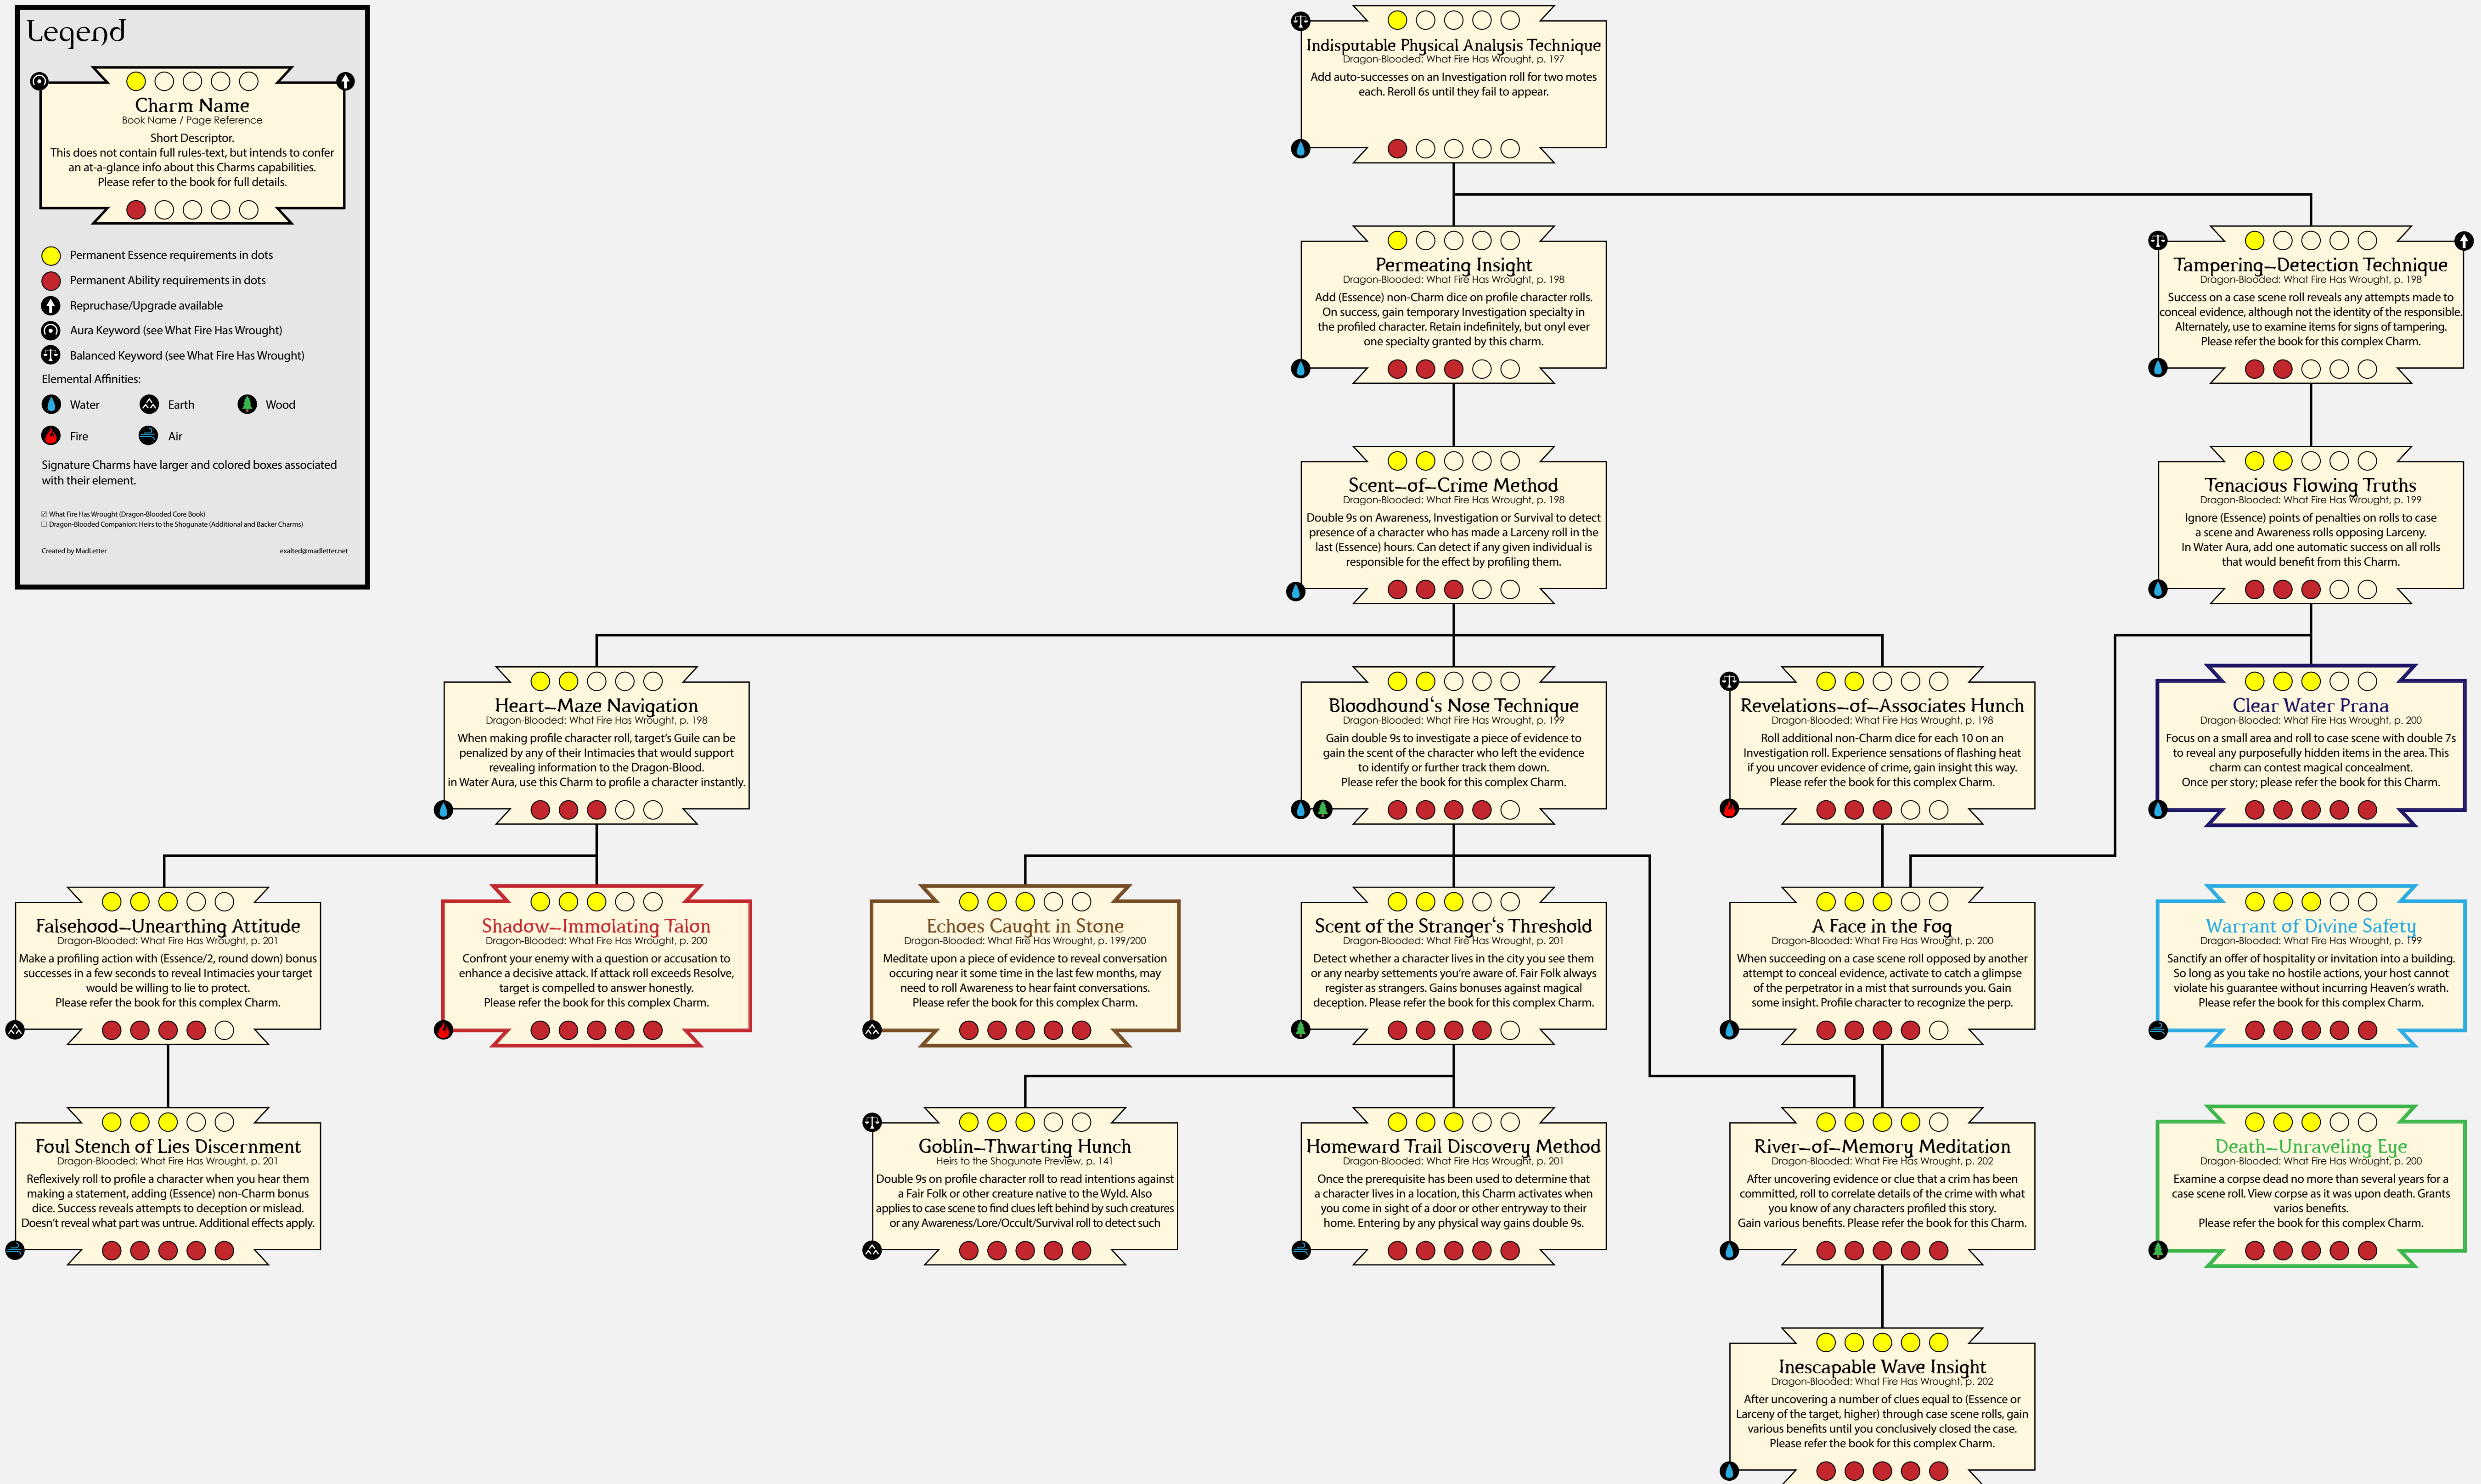 Legend
Charm Name
Book Name / Page Reference
Short Descriptor.
This does not contain full rules-text, but intends to confer
an at-a-glance info about this Charms capabilities.
Please refer to the book for full details.
Permanent Essence requirements in dots
Permanent Ability requirements in dots
Repruchase/Upgrade available
Aura Keyword (see What Fire Has Wrought)
Balanced Keyword (see What Fire Has Wrought)
Elemental Affinities:
Water
Earth
Wood
Fire
Air
Signature Charms have larger and colored boxes associated
with their element.
☑ What Fire Has Wrought (Dragon-Blooded Core Book)
☐ Dragon-Blooded Companion: Heirs to the Shogunate (Additional and Backer Charms)
Created by MadLetter
exalted@madletter.net
Indisputable Physical Analysis Technique
Dragon-Blooded: What Fire Has Wrought, p. 197
Add auto-successes on an Investigation roll for two motes
each. Reroll 6s until they fail to appear.
Permeating Insight
Dragon-Blooded: What Fire Has Wrought, p. 198
Add (Essence) non-Charm dice on profile character rolls.
On success, gain temporary Investigation specialty in
the profiled character. Retain indefinitely, but onyl ever
one specialty granted by this charm.
Tampering–Detection Technique
Dragon-Blooded: What Fire Has Wrought, p. 198
Success on a case scene roll reveals any attempts made to
conceal evidence, although not the identity of the responsible.
Alternately, use to examine items for signs of tampering.
Please refer the book for this complex Charm.
Scent–of–Crime Method
Dragon-Blooded: What Fire Has Wrought, p. 198
Double 9s on Awareness, Investigation or Survival to detect
presence of a character who has made a Larceny roll in the
last (Essence) hours. Can detect if any given individual is
responsible for the effect by profiling them.
Tenacious Flowing Truths
Dragon-Blooded: What Fire Has Wrought, p. 199
Ignore (Essence) points of penalties on rolls to case
a scene and Awareness rolls opposing Larceny.
In Water Aura, add one automatic success on all rolls
that would benefit from this Charm.
Heart–Maze Navigation
Dragon-Blooded: What Fire Has Wrought, p. 198
When making profile character roll, target's Guile can be
penalized by any of their Intimacies that would support
revealing information to the Dragon-Blood.
in Water Aura, use this Charm to profile a character instantly.
Bloodhound's Nose Technique
Dragon-Blooded: What Fire Has Wrought, p. 199
Gain double 9s to investigate a piece of evidence to
gain the scent of the character who left the evidence
to identify or further track them down.
Please refer the book for this complex Charm.
Revelations–of–Associates Hunch
Dragon-Blooded: What Fire Has Wrought, p. 198
Roll additional non-Charm dice for each 10 on an
Investigation roll. Experience sensations of flashing heat
if you uncover evidence of crime, gain insight this way.
Please refer the book for this complex Charm.
Clear Water Prana
Dragon-Blooded: What Fire Has Wrought, p. 200
Focus on a small area and roll to case scene with double 7s
to reveal any purposefully hidden items in the area. This
charm can contest magical concealment.
Once per story; please refer the book for this Charm.
Falsehood–Unearthing Attitude
Dragon-Blooded: What Fire Has Wrought, p. 201
Make a profiling action with (Essence/2, round down) bonus
successes in a few seconds to reveal Intimacies your target
would be willing to lie to protect.
Please refer the book for this complex Charm.
Shadow–Immolating Talon
Dragon-Blooded: What Fire Has Wrought, p. 200
Confront your enemy with a question or accusation to
enhance a decisive attack. If attack roll exceeds Resolve,
target is compelled to answer honestly.
Please refer the book for this complex Charm.
Echoes Caught in Stone
Dragon-Blooded: What Fire Has Wrought, p. 199/200
Meditate upon a piece of evidence to reveal conversation
occuring near it some time in the last few months, may
need to roll Awareness to hear faint conversations.
Please refer the book for this complex Charm.
Scent of the Stranger's Threshold
Dragon-Blooded: What Fire Has Wrought, p. 201
Detect whether a character lives in the city you see them
or any nearby settements you're aware of. Fair Folk always
register as strangers. Gains bonuses against magical
deception. Please refer the book for this complex Charm.
A Face in the Fog
Dragon-Blooded: What Fire Has Wrought, p. 200
When succeeding on a case scene roll opposed by another
attempt to conceal evidence, activate to catch a glimpse
of the perpetrator in a mist that surrounds you. Gain
some insight. Profile character to recognize the perp.
Warrant of Divine Safety
Dragon-Blooded: What Fire Has Wrought, p. 199
Sanctify an offer of hospitality or invitation into a building.
So long as you take no hostile actions, your host cannot
violate his guarantee without incurring Heaven's wrath.
Please refer the book for this complex Charm.
Foul Stench of Lies Discernment
Dragon-Blooded: What Fire Has Wrought, p. 201
Reflexively roll to profile a character when you hear them
making a statement, adding (Essence) non-Charm bonus
dice. Success reveals attempts to deception or mislead.
Doesn't reveal what part was untrue. Additional effects apply.
Goblin–Thwarting Hunch
Heirs to the Shogunate Preview, p. 141
Double 9s on profile character roll to read intentions against
a Fair Folk or other creature native to the Wyld. Also
applies to case scene to find clues left behind by such creatures
or any Awareness/Lore/Occult/Survival roll to detect such
Homeward Trail Discovery Method
Dragon-Blooded: What Fire Has Wrought, p. 201
Once the prerequisite has been used to determine that
a character lives in a location, this Charm activates when
you come in sight of a door or other entryway to their
home. Entering by any physical way gains double 9s.
River–of–Memory Meditation
Dragon-Blooded: What Fire Has Wrought, p. 202
After uncovering evidence or clue that a crim has been
committed, roll to correlate details of the crime with what
you know of any characters profiled this story.
Gain various benefits. Please refer the book for this Charm.
Death–Unraveling Eye
Dragon-Blooded: What Fire Has Wrought, p. 200
Examine a corpse dead no more than several years for a
case scene roll. View corpse as it was upon death. Grants
varios benefits.
Please refer the book for this complex Charm.
Inescapable Wave Insight
Dragon-Blooded: What Fire Has Wrought, p. 202
After uncovering a number of clues equal to (Essence or
Larceny of the target, higher) through case scene rolls, gain
various benefits until you conclusively closed the case.
Please refer the book for this complex Charm.